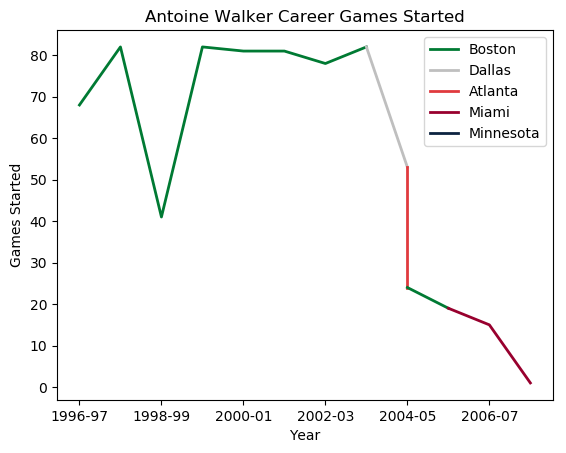 Antoine Walker Career Games Started
Boston
Dallas
Atlanta
Miami
Minnesota
Games Started
80
70
60
50
40
30
20
10
0
1996-97 1998-99 2000-01 2002-03 2004-05 2006-07
Year